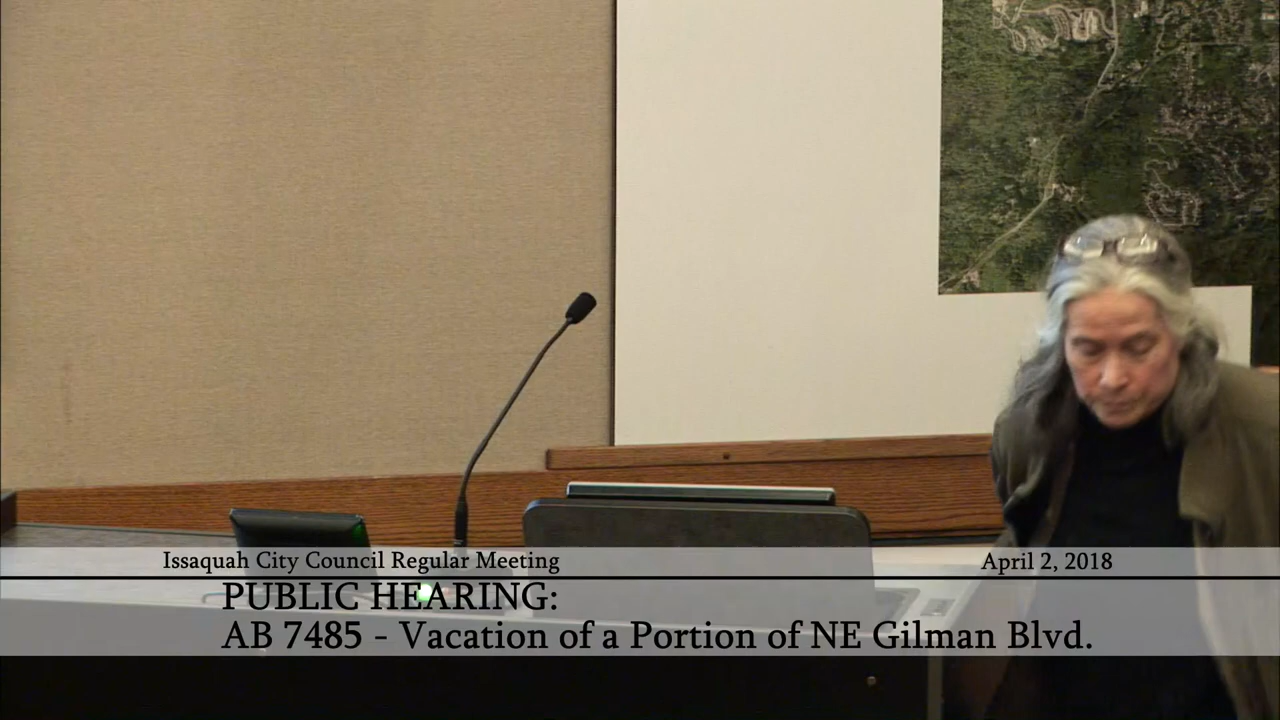 Issaquah City Council Regular Meeting
April 2, 2018
PUBLIC HEARING:
AB 7485 - Vacation of a Portion of NE Gilman Blvd.